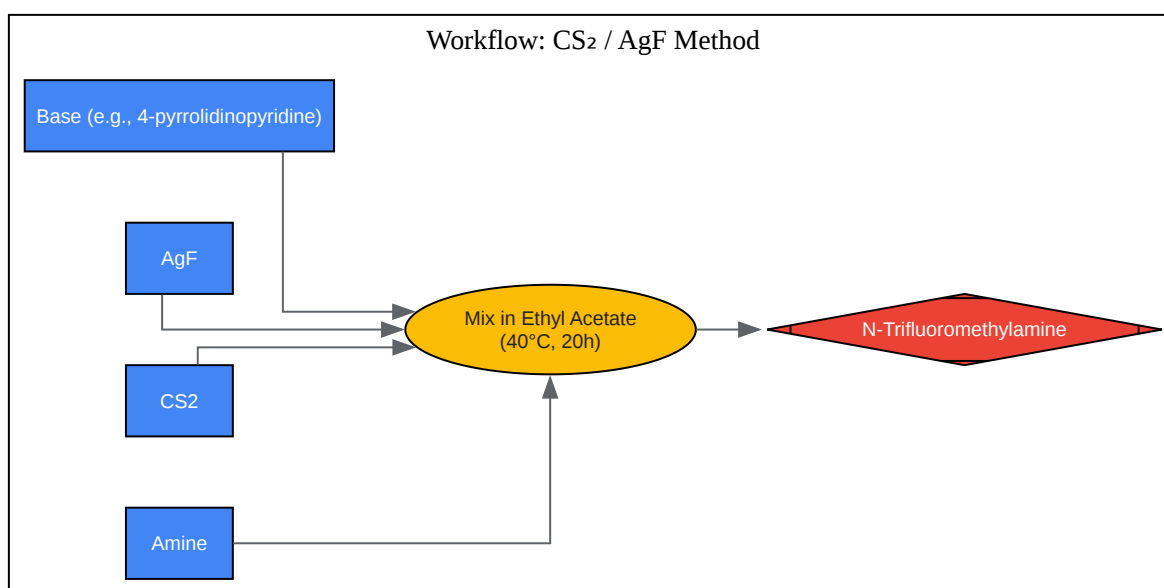 Workflow: CS₂ / AgF Method
Base (e.g., 4-pyrrolidinopyridine)
AgF
CS2
Amine
Mix in Ethyl Acetate
(40°C, 20h)
N-Trifluoromethylamine